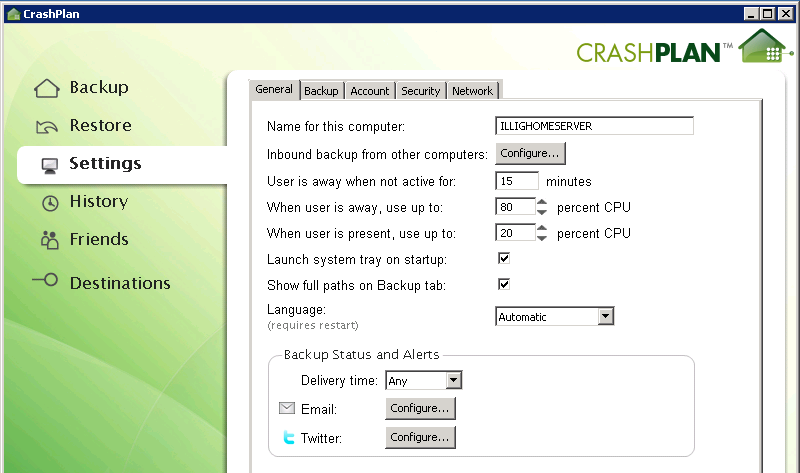 CrashPlan
CRASHPLAN™
Backup
Restore
Settings
History
Friends
Destinations
General Backup Account Security Network
Name for this computer: ILLIGHOMESERVER
Inbound backup from other computers: Configure...
User is away when not active for: 15 minutes
When user is away, use up to: 80 percent CPU
When user is present, use up to: 20 percent CPU
Launch system tray on startup:
Show full paths on Backup tab:
Language: Automatic
(requires restart)
Backup Status and Alerts
Delivery time: Any
Email: Configure...
Twitter: Configure...